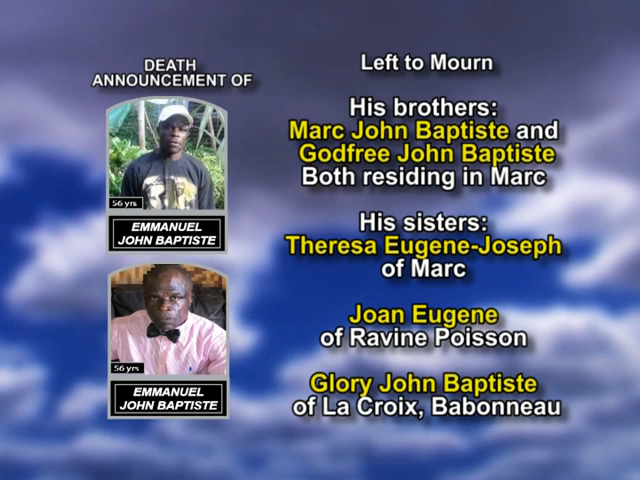 DEATH
ANNOUNCEMENT OF
56 yrs
EMMANUEL
JOHN BAPTISTE
56 yrs
EMMANUEL
JOHN BAPTISTE
Left to Mourn
His brothers:
Marc John Baptiste and
Godfree John Baptiste
Both residing in Marc
His sisters:
Theresa Eugene-Joseph
of Marc
Joan Eugene
of Ravine Poisson
Glory John Baptiste
of La Croix, Babonneau